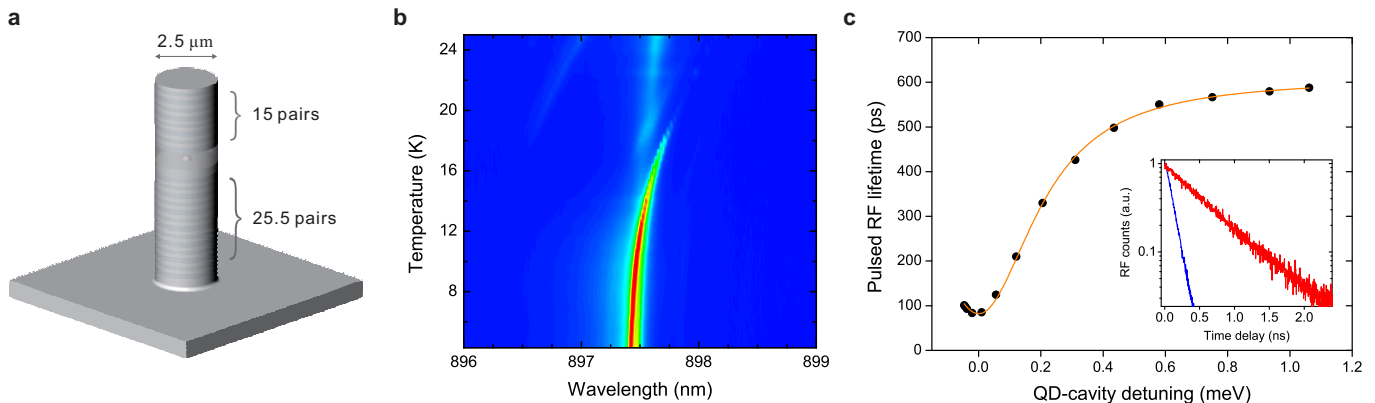 a
2.5 μm
15 pairs
25.5 pairs
b
24
20
16
12
8
Temperature (K)
896
897
898
899
Wavelength (nm)
c
700
600
500
400
300
200
100
0
Pulsed RF lifetime (ps)
0.0
0.2
0.4
0.6
0.8
1.0
1.2
QD-cavity detuning (meV)
1
0.1
RF counts (a.u.)
0.0
0.5
1.0
1.5
2.0
Time delay (ns)